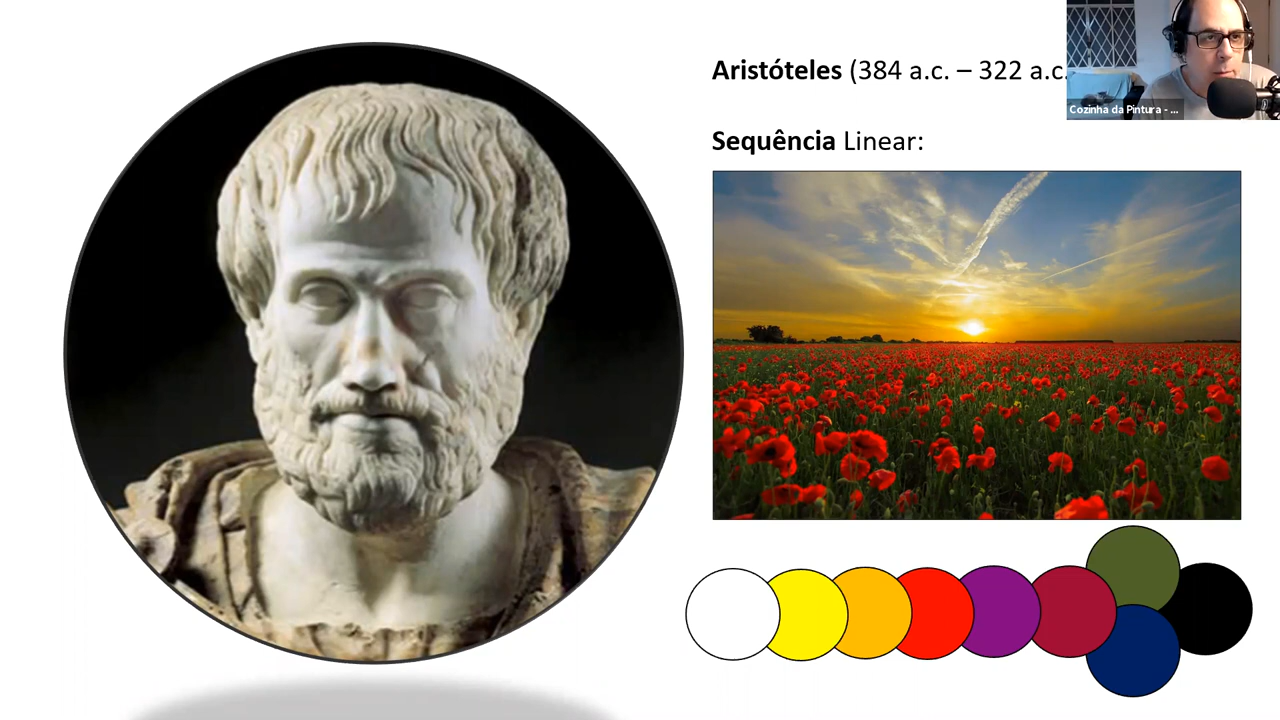 Aristóteles (384 a.c. – 322 a.c.
Cozinha da Pintura - ...
Sequência Linear: